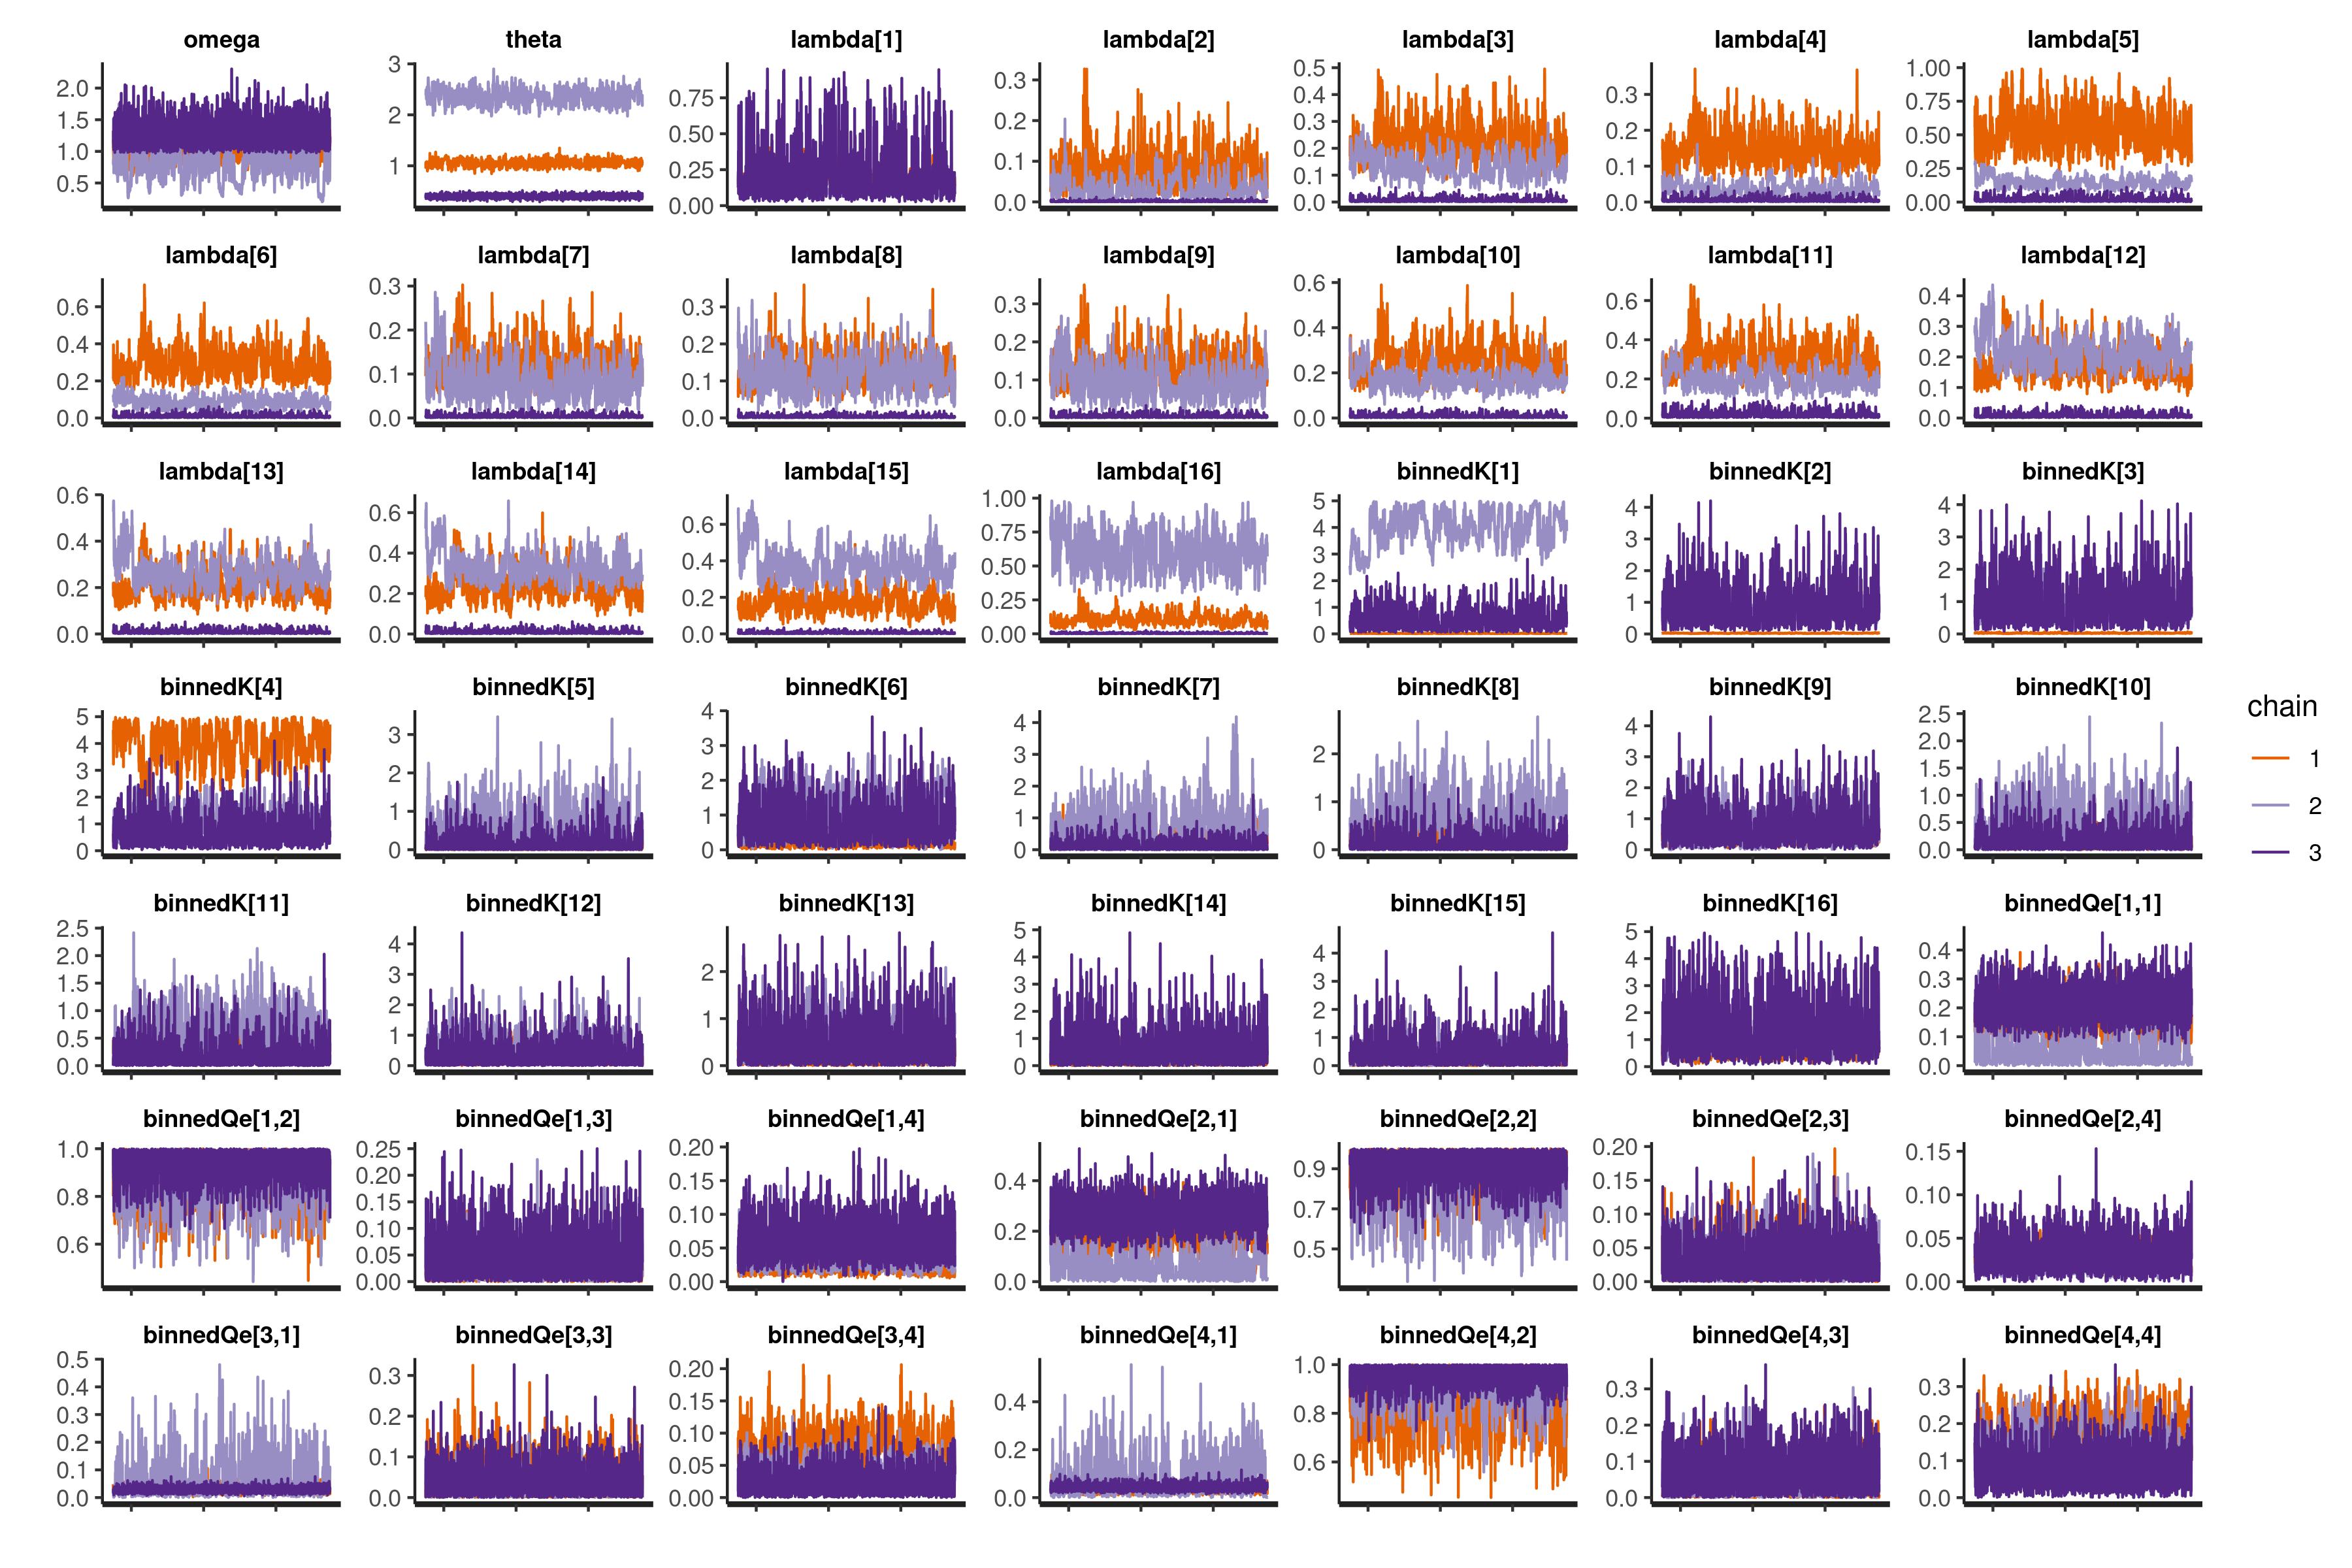 omega theta lambda[1] lambda[2] lambda[3] lambda[4] lambda[5]
2.0 1.5 1.0 0.5
3 2 1
0.75 0.50 0.25 0.00
0.3 0.2 0.1 0.0
0.5 0.4 0.3 0.2 0.1 0.0
0.3 0.2 0.1 0.0
1.00 0.75 0.50 0.25 0.00
lambda[6] lambda[7] lambda[8] lambda[9] lambda[10] lambda[11] lambda[12]
0.6 0.4 0.2 0.0
0.3 0.2 0.1 0.0
0.3 0.2 0.1 0.0
0.3 0.2 0.1 0.0
0.6 0.4 0.2 0.0
0.6 0.4 0.2 0.0
0.4 0.3 0.2 0.1 0.0
lambda[13] lambda[14] lambda[15] lambda[16] binnedK[1] binnedK[2] binnedK[3]
0.6 0.4 0.2 0.0
0.6 0.4 0.2 0.0
0.6 0.4 0.2 0.0
1.00 0.75 0.50 0.25 0.00
5 4 3 2 1 0
4 3 2 1 0
4 3 2 1 0
binnedK[4] binnedK[5] binnedK[6] binnedK[7] binnedK[8] binnedK[9] binnedK[10]
5 4 3 2 1 0
3 2 1 0
4 3 2 1 0
4 3 2 1 0
2 1 0
4 3 2 1 0
2.5 2.0 1.5 1.0 0.5 0.0
chain
1
2
3
binnedK[11] binnedK[12] binnedK[13] binnedK[14] binnedK[15] binnedK[16] binnedQe[1,1]
2.5 2.0 1.5 1.0 0.5 0.0
4 3 2 1 0
2 1 0
5 4 3 2 1 0
4 3 2 1 0
5 4 3 2 1 0
0.4 0.3 0.2 0.1 0.0
binnedQe[1,2] binnedQe[1,3] binnedQe[1,4] binnedQe[2,1] binnedQe[2,2] binnedQe[2,3] binnedQe[2,4]
1.0 0.8 0.6
0.25 0.20 0.15 0.10 0.05 0.00
0.20 0.15 0.10 0.05 0.00
0.4 0.2 0.0
0.9 0.7 0.5
0.20 0.15 0.10 0.05 0.00
0.15 0.10 0.05 0.00
binnedQe[3,1] binnedQe[3,3] binnedQe[3,4] binnedQe[4,1] binnedQe[4,2] binnedQe[4,3] binnedQe[4,4]
0.5 0.4 0.3 0.2 0.1 0.0
0.3 0.2 0.1 0.0
0.20 0.15 0.10 0.05 0.00
0.4 0.2 0.0
1.0 0.8 0.6
0.3 0.2 0.1 0.0
0.3 0.2 0.1 0.0